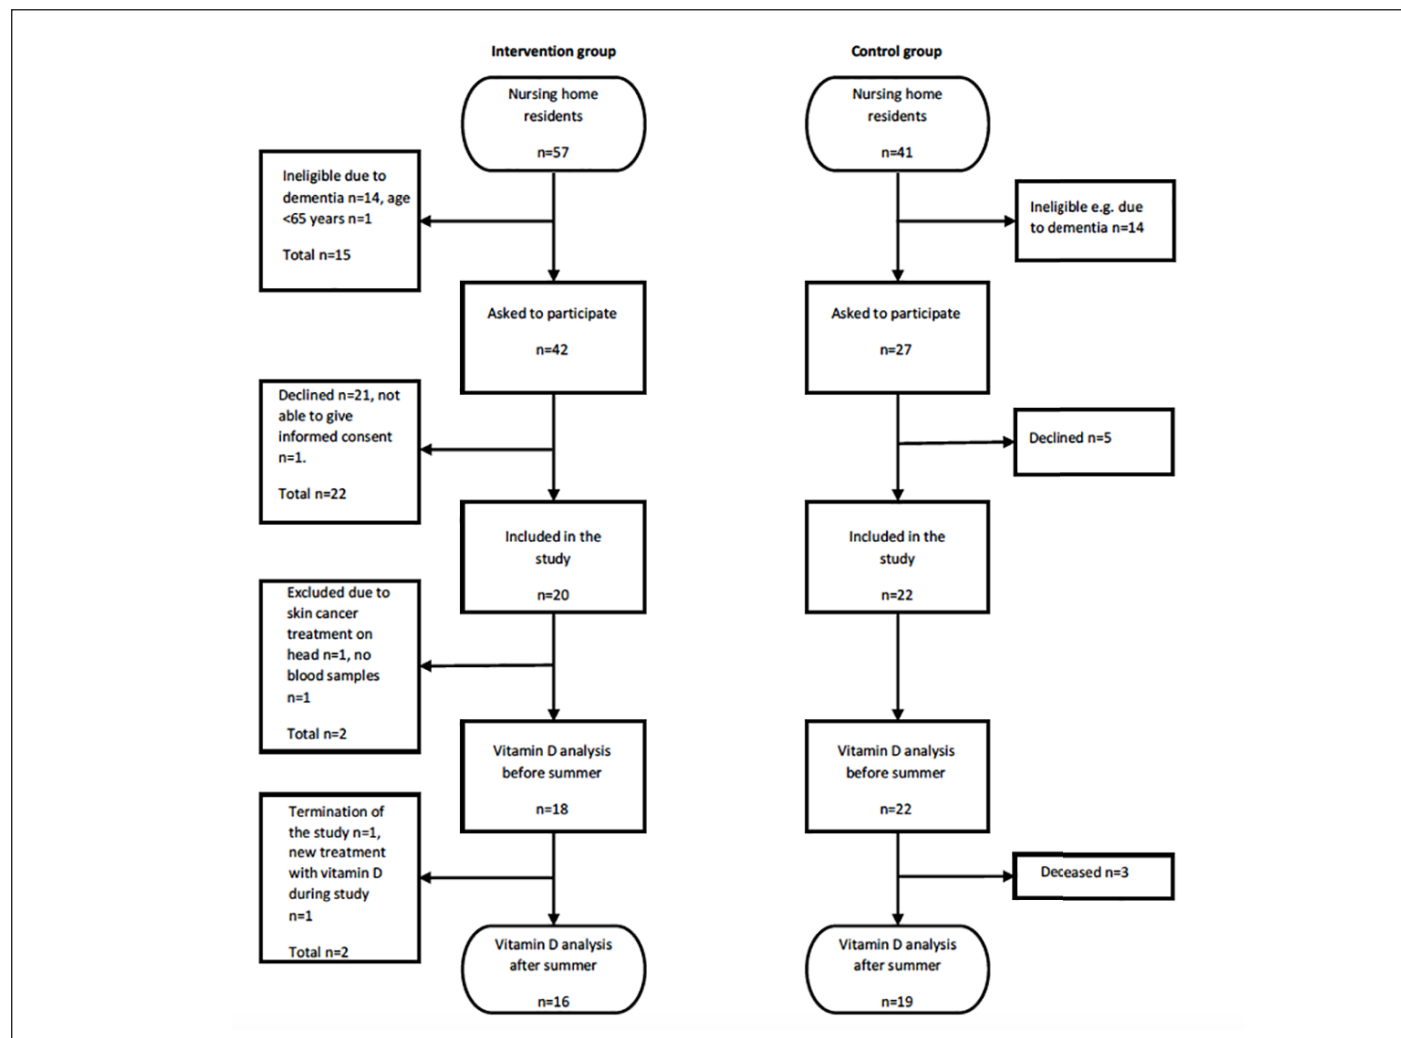 Intervention group
Nursing home
residents
n=57
Ineligible due to
dementia n=14, age
<65 years n=1
Total n=15
Asked to participate
n=42
Declined n=21, not
able to give
informed consent
n=1.
Total n=22
Included in the
study
n=20
Excluded due to
skin cancer
treatment on
head n=1, no
blood samples
n=1
Total n=2
Vitamin D analysis
before summer
n=18
Termination of
the study n=1,
new treatment
with vitamin D
during study
n=1
Total n=2
Vitamin D analysis
after summer
n=16
Control group
Nursing home
residents
n=41
Ineligible e.g. due
to dementia n=14
Asked to participate
n=27
Declined n=5
Included in the
study
n=22
Vitamin D analysis
before summer
n=22
Deceased n=3
Vitamin D analysis
after summer
n=19